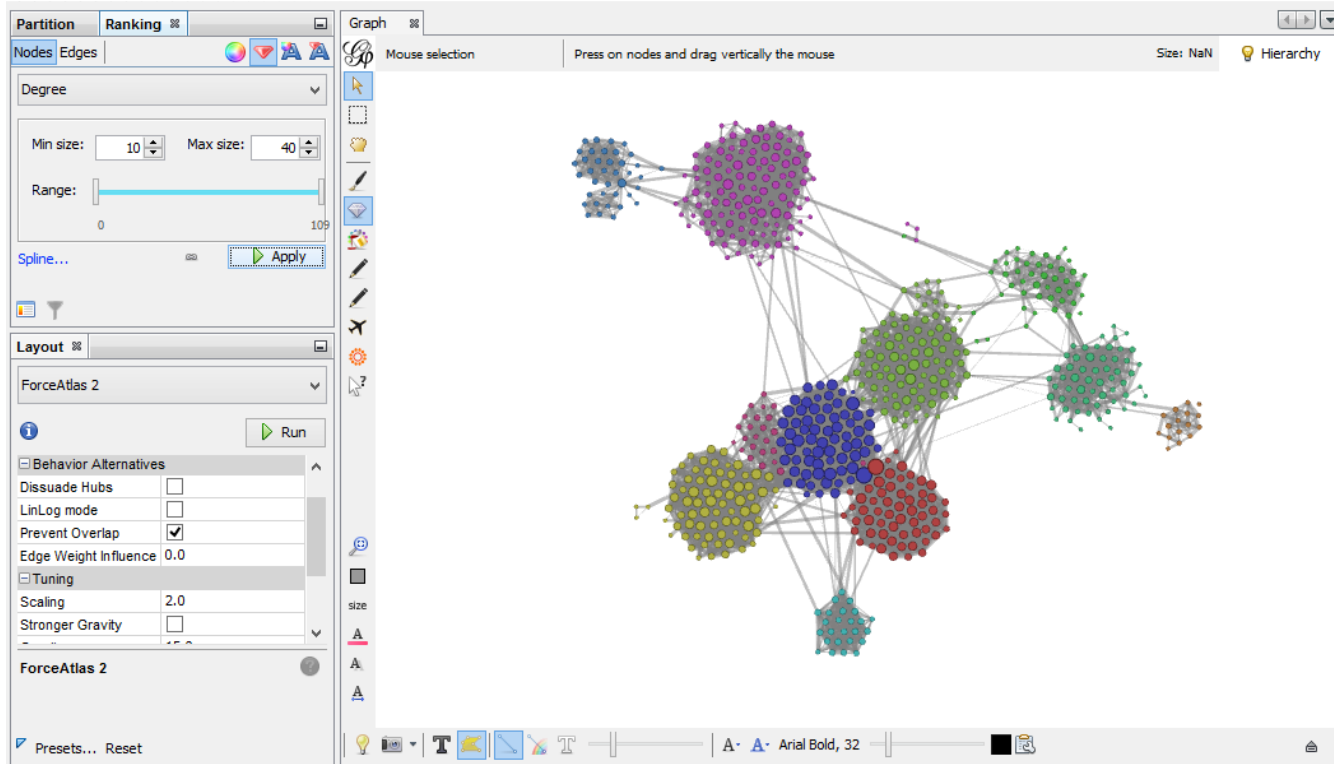 Partition Ranking
Nodes Edges
Degree
Min size: 10 Max size: 40
Range:
0 109
Spline... Apply
Layout
ForceAtlas 2
Run
Behavior Alternatives
Dissuade Hubs
LinLog mode
Prevent Overlap
Edge Weight Influence 0.0
Tuning
Scaling 2.0
Stronger Gravity
ForceAtlas 2
Presets... Reset
Graph
Mouse selection Press on nodes and drag vertically the mouse Size: NaN Hierarchy
size
A
A
A
T T A- A- Arial Bold, 32